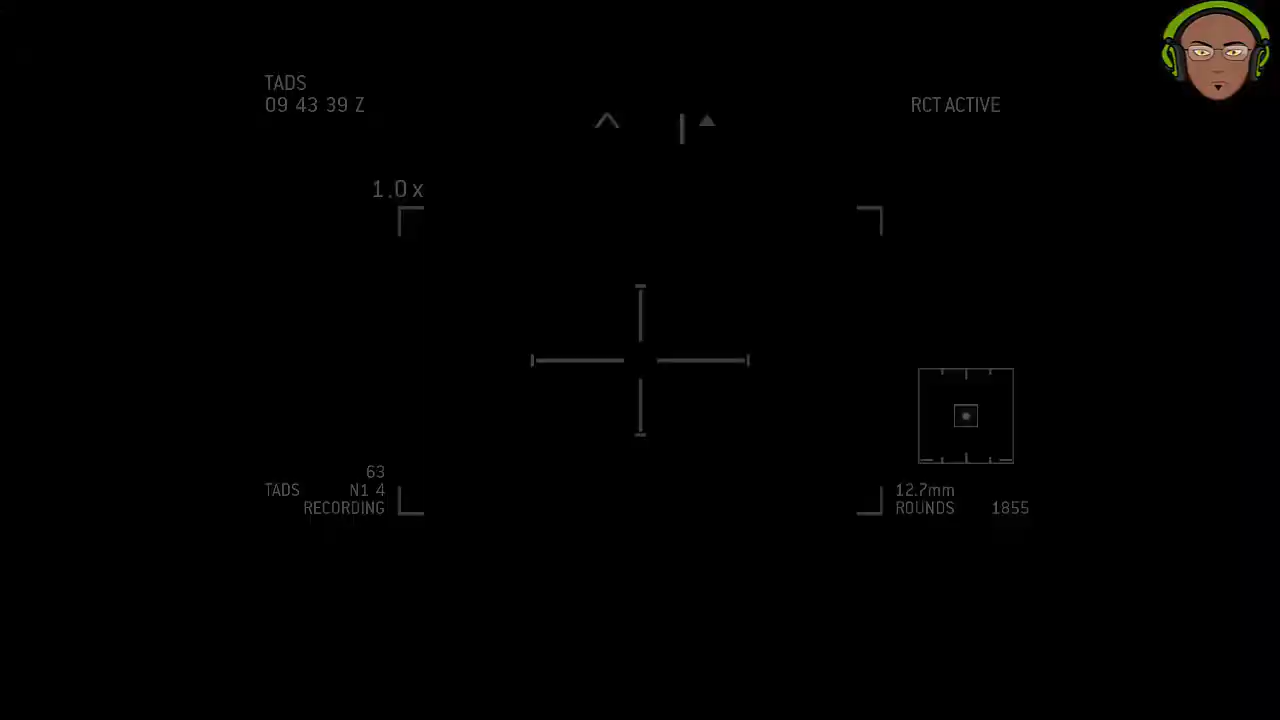 TADS
09 43 39 Z
RCT ACTIVE
1.0 x
63
TADS N1 4
RECORDING
12.7mm
ROUNDS 1855